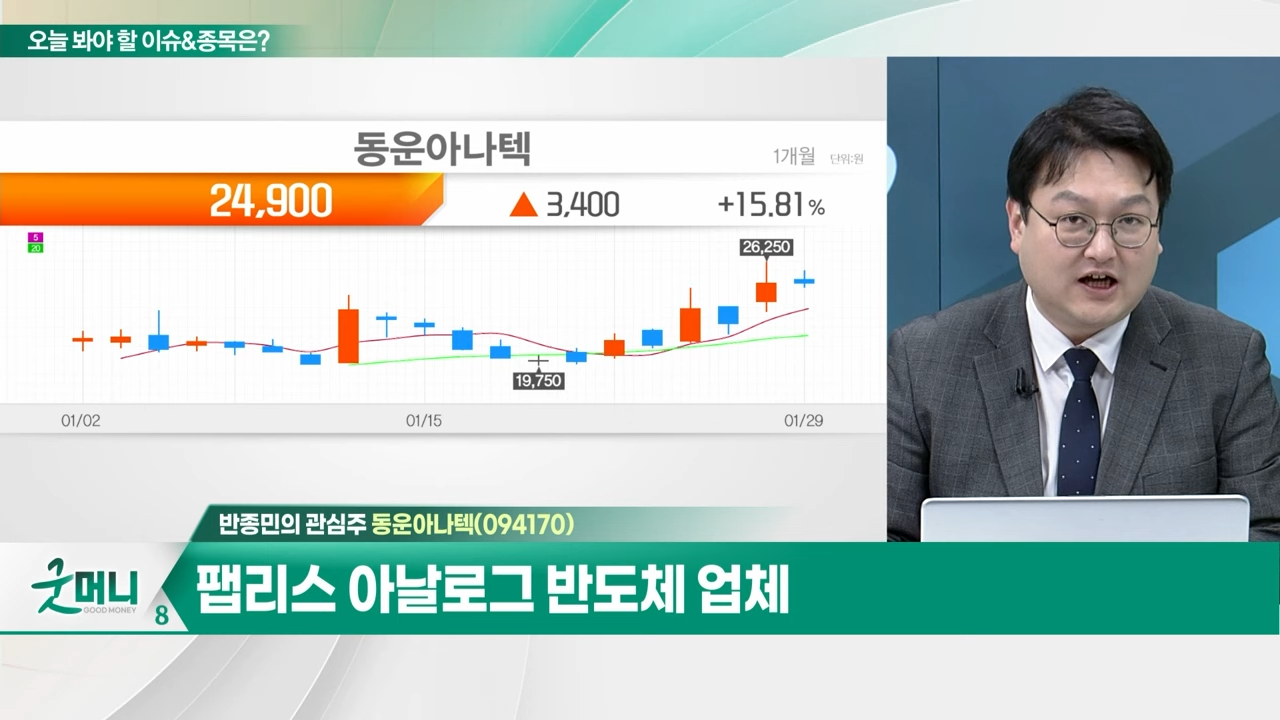 오늘 봐야 할 이슈&종목은?
동운아나텍
1개월 단위:원
24,900 ▲ 3,400 +15.81%
5
20
26,250
19,750
01/02 01/15 01/29
반종민의 관심주 동운아나텍(094170)
굿머니
GOOD MONEY
8
팹리스 아날로그 반도체 업체